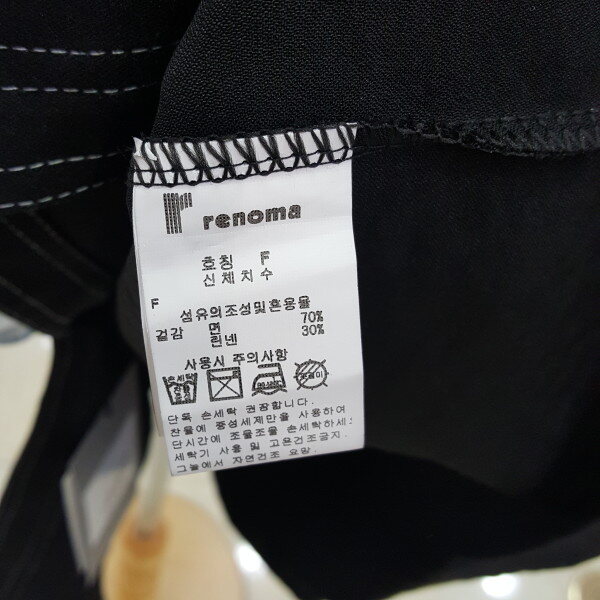 renoma
호칭 F
신체치수
F
섬유의조성및혼용율
겉감 면 70%
린넨 30%
사용시 주의사항
손세탁
단독 손세탁 권장합니다.
찬물에 중성세제만을 사용하여
단시간에 조물조물 손세탁하세요
세탁기 사용 및 고온건조금지.
그늘에서 자연건조 요망.